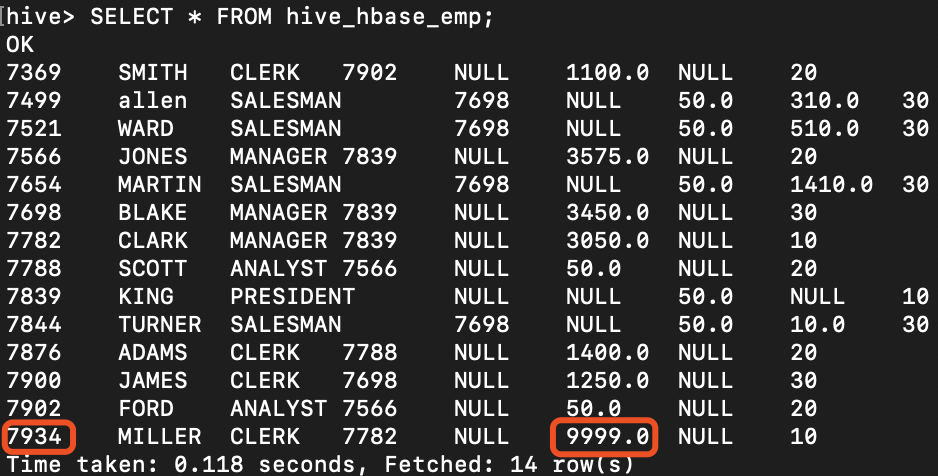 [hive> SELECT * FROM hive_hbase_emp;
OK
7369 SMITH CLERK 7902 NULL 1100.0 NULL 20
7499 allen SALESMAN 7698 NULL 50.0 310.0 30
7521 WARD SALESMAN 7698 NULL 50.0 510.0 30
7566 JONES MANAGER 7839 NULL 3575.0 NULL 20
7654 MARTIN SALESMAN 7698 NULL 50.0 1410.0 30
7698 BLAKE MANAGER 7839 NULL 3450.0 NULL 30
7782 CLARK MANAGER 7839 NULL 3050.0 NULL 10
7788 SCOTT ANALYST 7566 NULL 50.0 NULL 20
7839 KING PRESIDENT NULL NULL 50.0 NULL 10
7844 TURNER SALESMAN 7698 NULL 50.0 10.0 30
7876 ADAMS CLERK 7788 NULL 1400.0 NULL 20
7900 JAMES CLERK 7698 NULL 1250.0 NULL 30
7902 FORD ANALYST 7566 NULL 50.0 NULL 20
7934 MILLER CLERK 7782 NULL 9999.0 NULL 10
Time taken: 0.118 seconds, Fetched: 14 row(s)